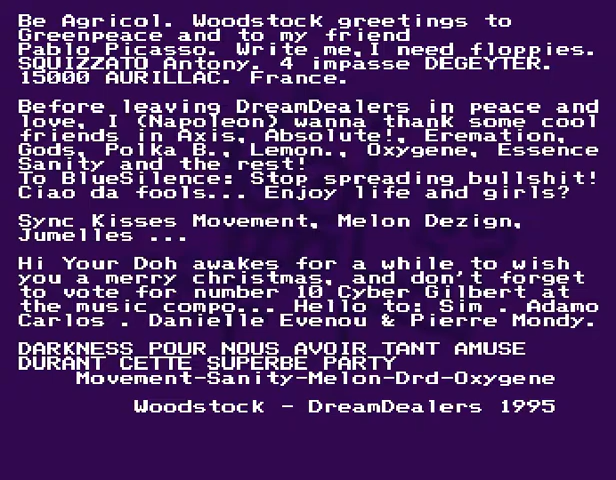 Be Agricol. Woodstock greetings to
Greenpeace and to my friend
Pablo Picasso. Write me,I need floppies.
SQUIZZATO Antony. 4 impasse DEGEYTER.
15000 AURILLAC. France.
Before leaving DreamDealers in peace and
love, I (Napoleon) wanna thank some cool
friends in Axis, Absolute!, Eremation,
Gods, Polka B., Lemon., Oxygene, Essence
Sanity and the rest!
To BlueSilence: Stop spreading bullshit!
Ciao da fools... Enjoy life and girls?
Sync Kisses Movement, Melon Dezign,
Jumelles ...
Hi Your Doh awakes for a while to wish
you a merry christmas, and don't forget
to vote for number 10 Cyber Gilbert at
the music compo... Hello to: Sim . Adamo
Carlos . Danielle Evenou & Pierre Mondy.
DARKNESS POUR NOUS AVOIR TANT AMUSE
DURANT CETTE SUPERBE PARTY
Movement-Sanity-Melon-Drd-Oxygene
Woodstock - DreamDealers 1995